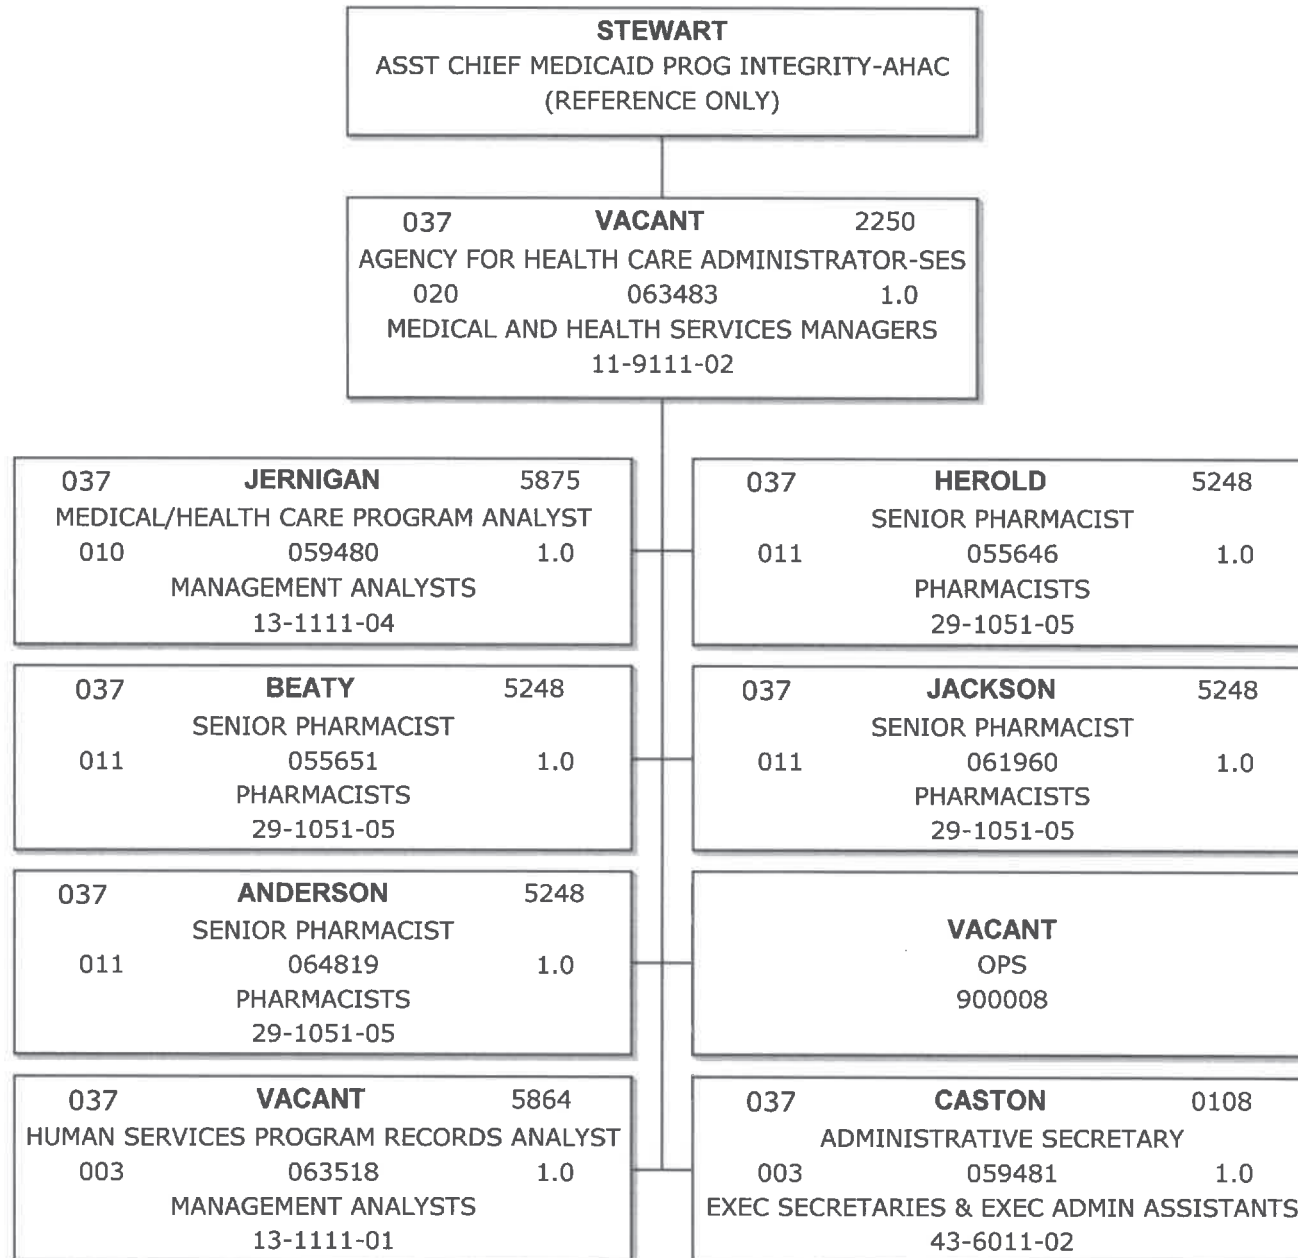 STEWART
ASST CHIEF MEDICAID PROG INTEGRITY-AHAC
(REFERENCE ONLY)
037 VACANT 2250
AGENCY FOR HEALTH CARE ADMINISTRATOR-SES
020 063483 1.0
MEDICAL AND HEALTH SERVICES MANAGERS
11-9111-02
037 JERNIGAN 5875
MEDICAL/HEALTH CARE PROGRAM ANALYST
010 059480 1.0
MANAGEMENT ANALYSTS
13-1111-04
037 HEROLD 5248
SENIOR PHARMACIST
011 055646 1.0
PHARMACISTS
29-1051-05
037 BEATY 5248
SENIOR PHARMACIST
011 055651 1.0
PHARMACISTS
29-1051-05
037 JACKSON 5248
SENIOR PHARMACIST
011 061960 1.0
PHARMACISTS
29-1051-05
037 ANDERSON 5248
SENIOR PHARMACIST
011 064819 1.0
PHARMACISTS
29-1051-05
VACANT
OPS
900008
037 VACANT 5864
HUMAN SERVICES PROGRAM RECORDS ANALYST
003 063518 1.0
MANAGEMENT ANALYSTS
13-1111-01
037 CASTON 0108
ADMINISTRATIVE SECRETARY
003 059481 1.0
EXEC SECRETARIES & EXEC ADMIN ASSISTANTS
43-6011-02